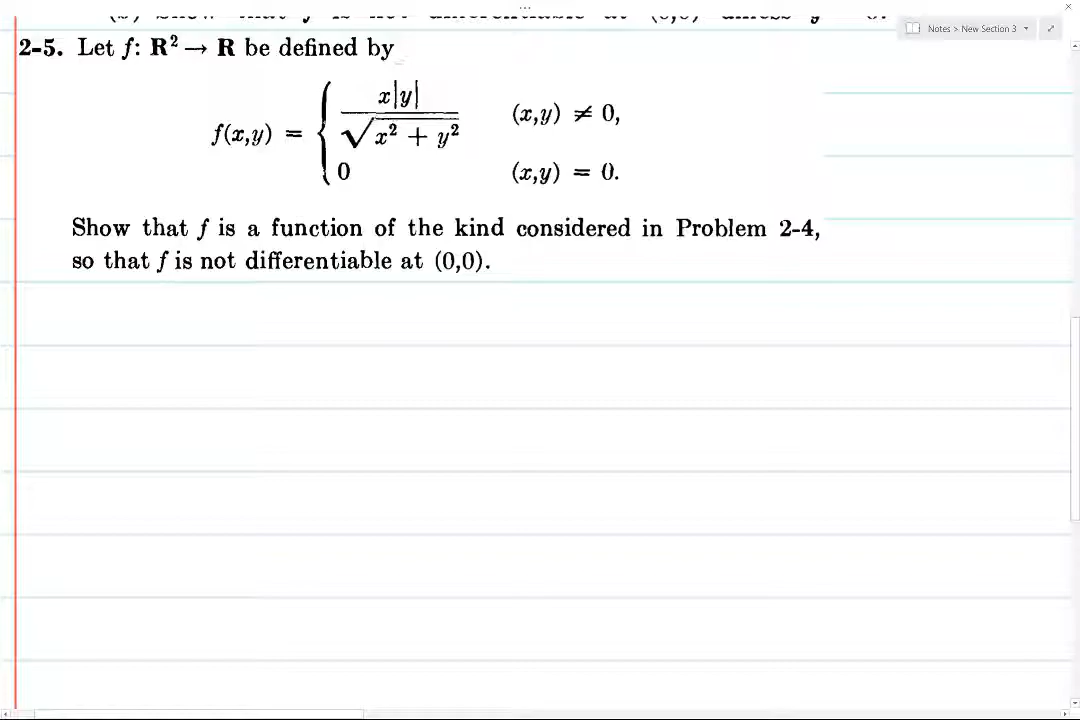 Notes > New Section 3
2-5. Let f: R² → R be defined by
f(x,y) = { x|y| / √(x² + y²)   (x,y) ≠ 0,
0   (x,y) = 0.
Show that f is a function of the kind considered in Problem 2-4,
so that f is not differentiable at (0,0).